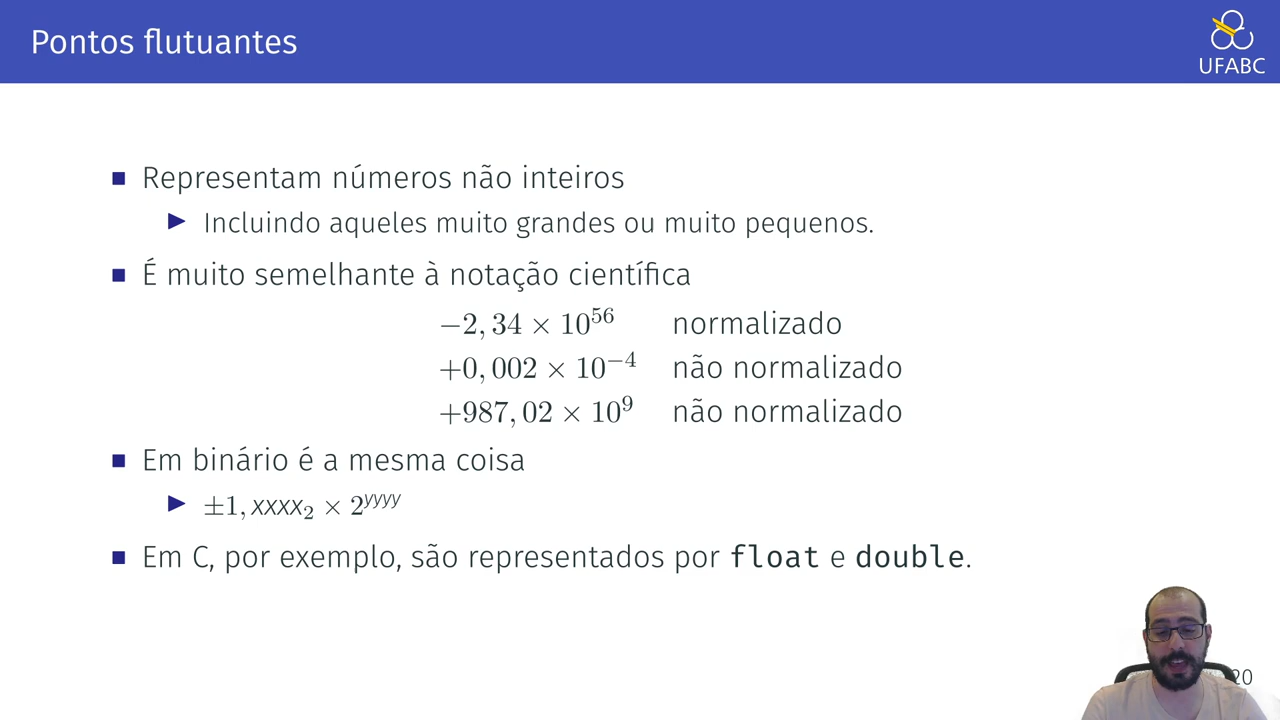 Pontos flutuantes
UFABC
Representam números não inteiros
Incluindo aqueles muito grandes ou muito pequenos.
É muito semelhante à notação científica
−2, 34 × 10^56 normalizado
+0, 002 × 10^−4 não normalizado
+987, 02 × 10^9 não normalizado
Em binário é a mesma coisa
±1, xxxx₂ × 2^yyyy
Em C, por exemplo, são representados por float e double.
20